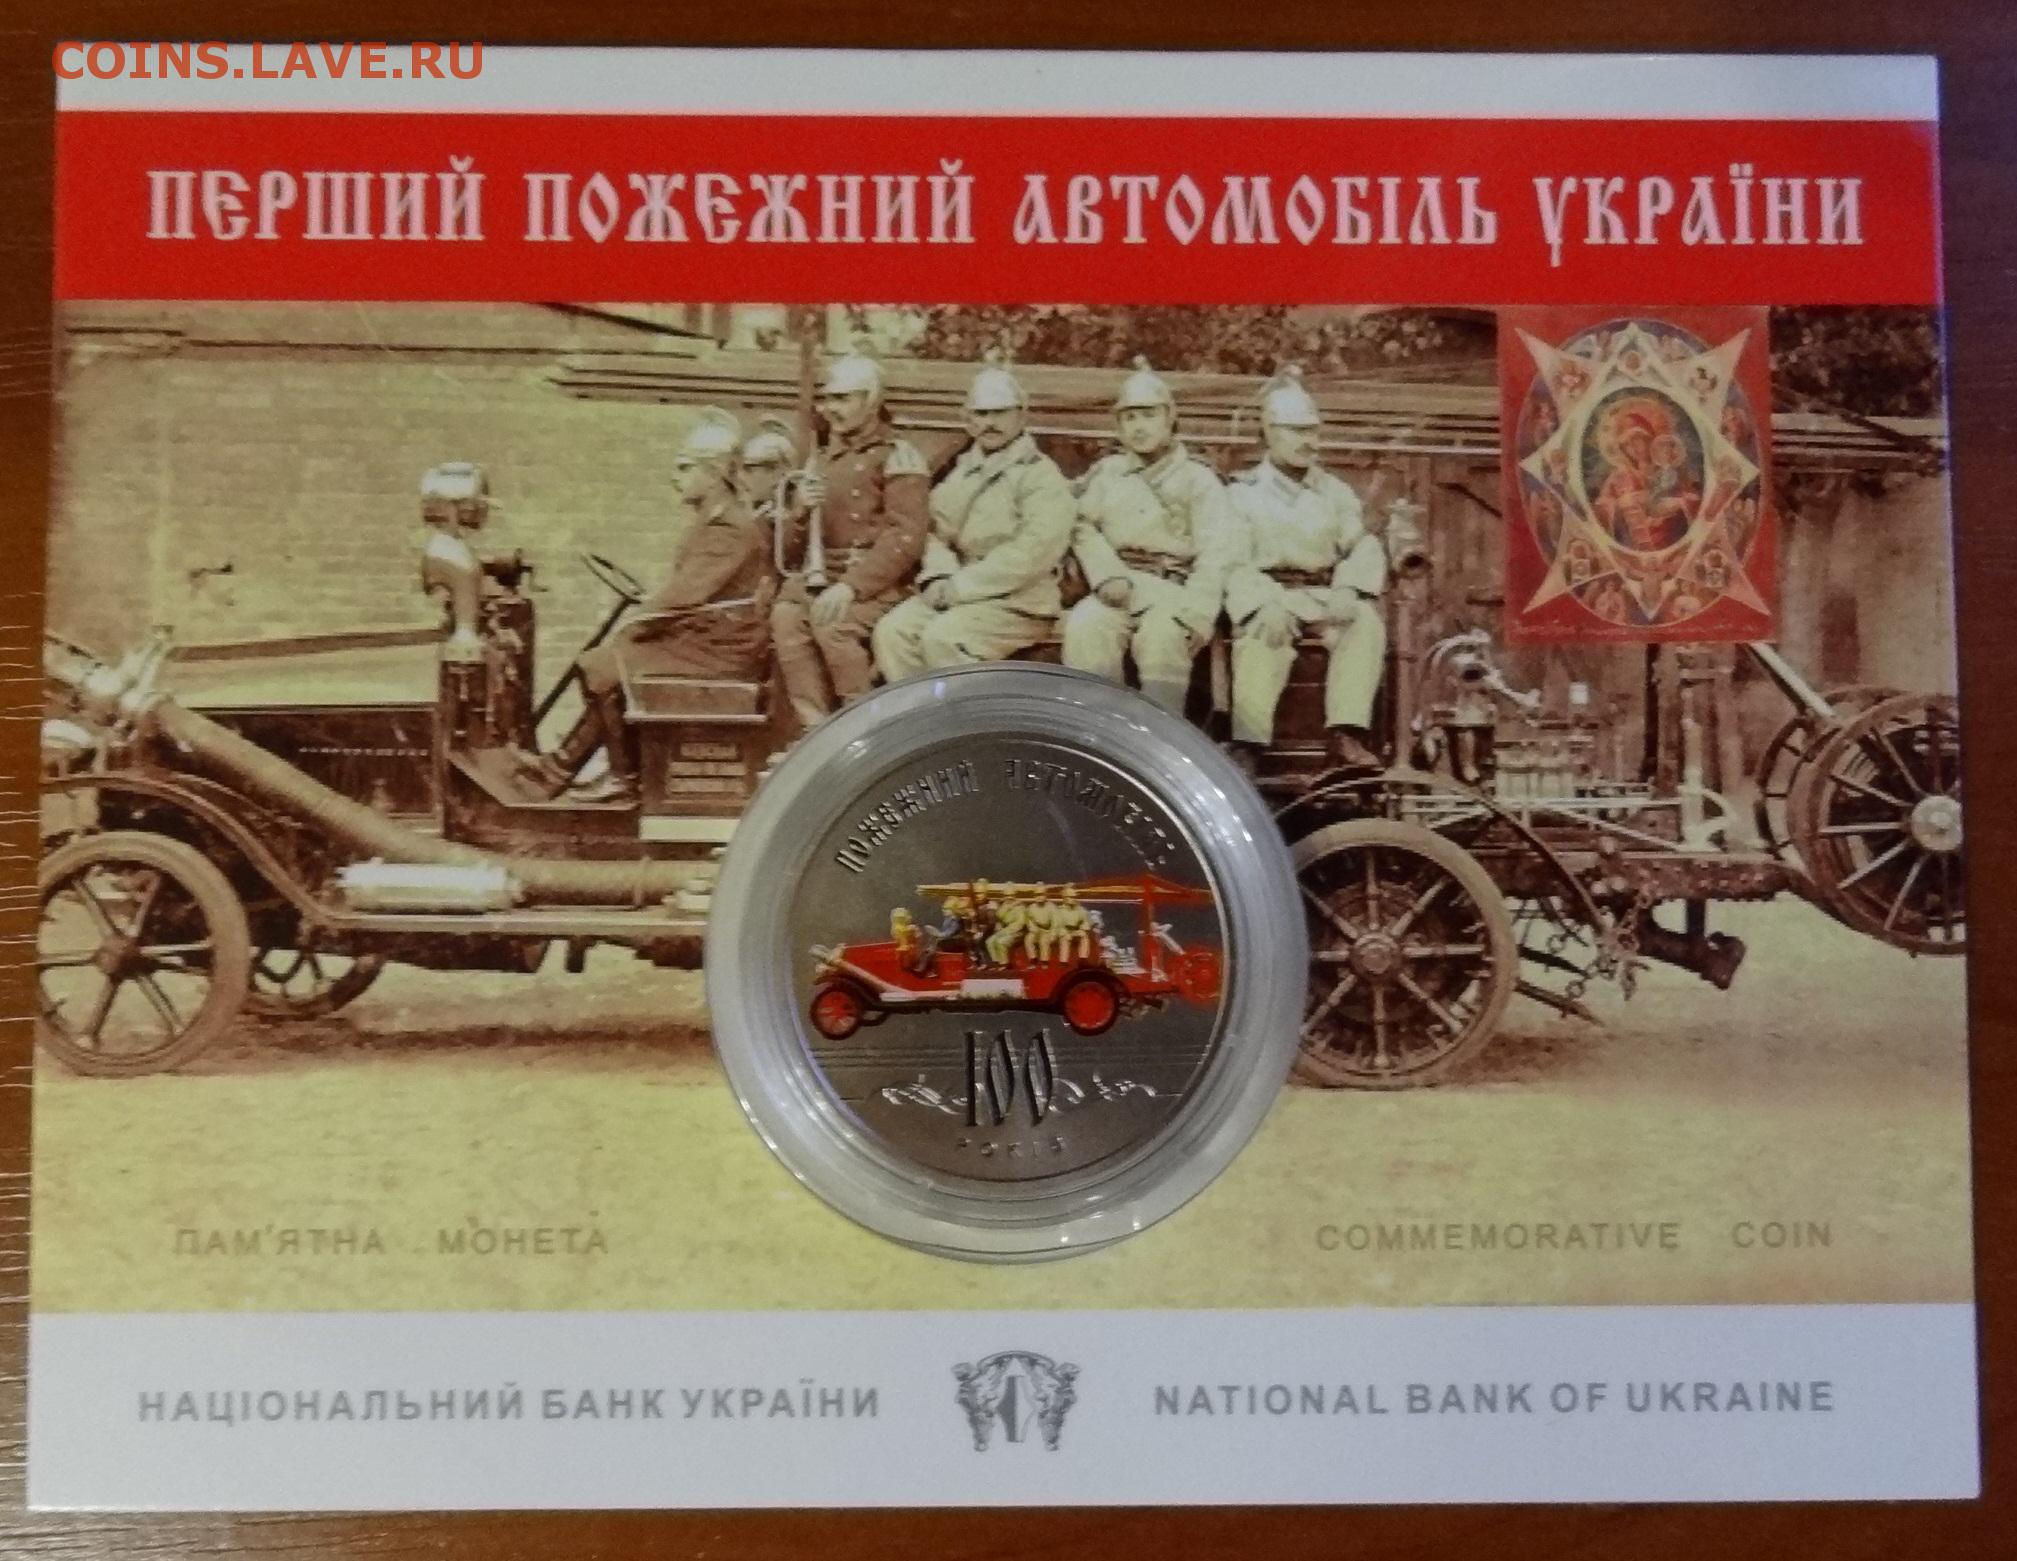 COINS.LAVE.RU
ПЕРШИЙ ПОЖЕЖНИЙ АВТОМОБІЛЬ УКРАЇНИ
ПОЖЕЖНИЙ АВТОМОБІЛЬ
100
РОКІВ
ПАМ'ЯТНА МОНЕТА
COMMEMORATIVE COIN
НАЦІОНАЛЬНИЙ БАНК УКРАЇНИ
NATIONAL BANK OF UKRAINE